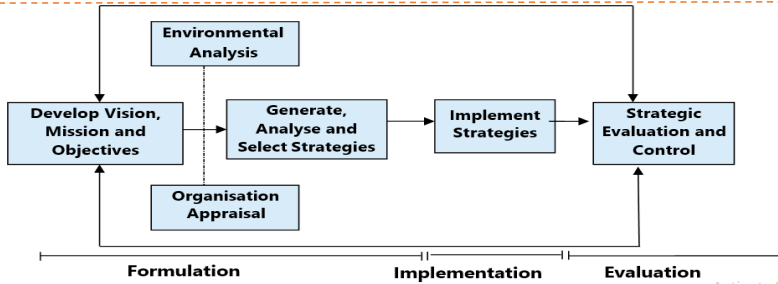 Environmental
Analysis
Develop Vision,
Mission and
Objectives
Generate,
Analyse and
Select Strategies
Implement
Strategies
Strategic
Evaluation and
Control
Organisation
Appraisal
Formulation
Implementation
Evaluation